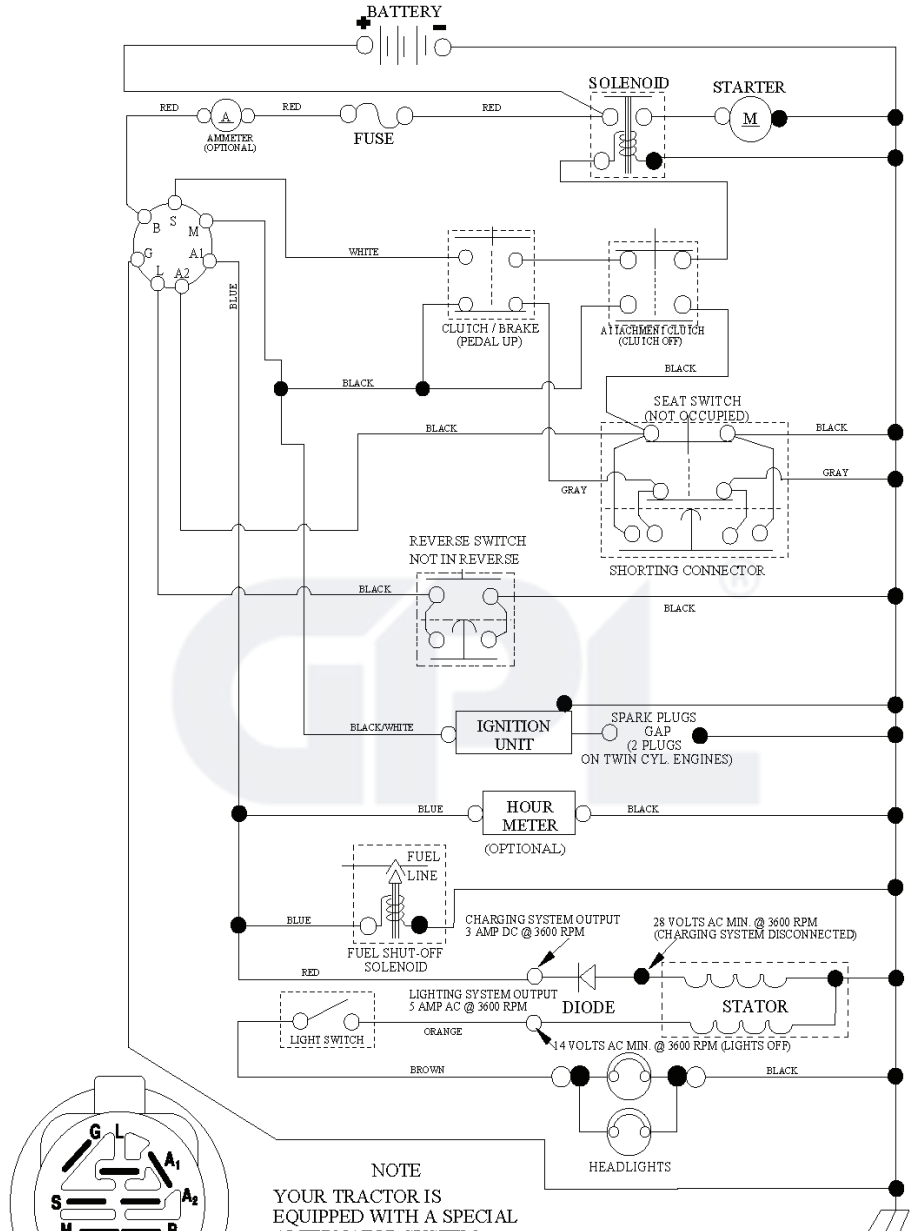 BATTERY
+
-
SOLENOID
STARTER
RED
A
RED
RED
M
AMMETER
(OPTIONAL)
FUSE
B
S
M
G
A1
L
A2
BLUE
WHITE
CLUTCH / BRAKE
(PEDAL UP)
ATTACHMENT CLUTCH
(CLUTCH OFF)
BLACK
BLACK
SEAT SWITCH
(NOT OCCUPIED)
BLACK
BLACK
GRAY
GRAY
SHORTING CONNECTOR
REVERSE SWITCH
NOT IN REVERSE
BLACK
BLACK
GPL®
BLACK/WHITE
IGNITION
UNIT
SPARK PLUGS
GAP
(2 PLUGS
ON TWIN CYL. ENGINES)
BLUE
HOUR
METER
BLACK
(OPTIONAL)
FUEL
LINE
BLUE
FUEL SHUT-OFF
SOLENOID
CHARGING SYSTEM OUTPUT
3 AMP DC @ 3600 RPM
28 VOLTS AC MIN. @ 3600 RPM
(CHARGING SYSTEM DISCONNECTED)
RED
LIGHTING SYSTEM OUTPUT
5 AMP AC @ 3600 RPM
DIODE
STATOR
LIGHT SWITCH
ORANGE
14 VOLTS AC MIN. @ 3600 RPM (LIGHTS OFF)
BROWN
BLACK
HEADLIGHTS
G
L
A1
A2
S
M
B
NOTE
YOUR TRACTOR IS
EQUIPPED WITH A SPECIAL